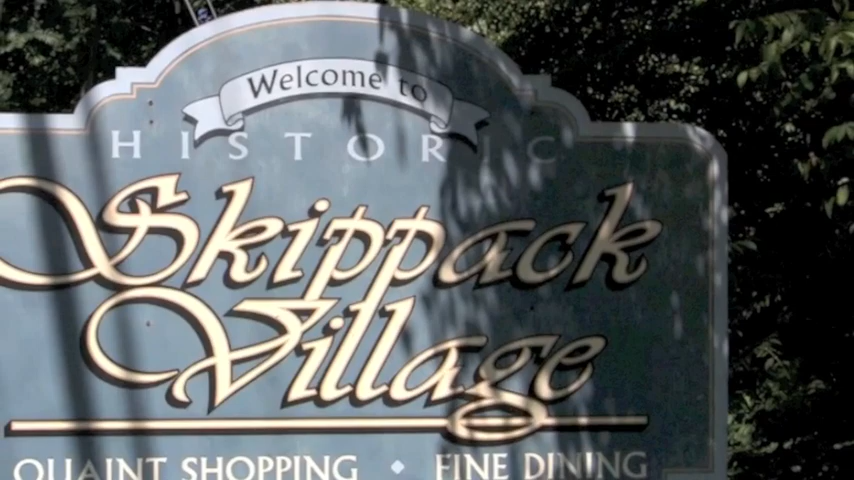 Welcome to
HISTORIC
Skippack
Village
QUAINT SHOPPING • FINE DINING